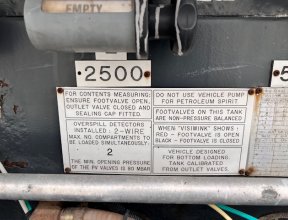 EMPTY
2500
5
FOR CONTENTS MEASURING:
ENSURE FOOTVALVE OPEN,
OUTLET VALVE CLOSED AND
SEALING CAP FITTED.
OVERSPILL DETECTORS
INSTALLED: 2-WIRE
MAX. NO. COMPARTMENTS TO
BE LOADED SIMULTANEOUSLY:
2
THE MIN. OPENING PRESSURE
OF THE PV VALVES IS 80 MBAR
DO NOT USE VEHICLE PUMP
FOR PETROLEUM SPIRIT
FOOTVALVES ON THIS TANK
ARE NON-PRESSURE BALANCED
WHEN "VISIWINK" SHOWS:
RED - FOOTVALVE IS OPEN
BLACK - FOOTVALVE IS CLOSED
VEHICLE DESIGNED
FOR BOTTOM LOADING.
TANK CALIBRATED
FROM OUTLET VALVES.